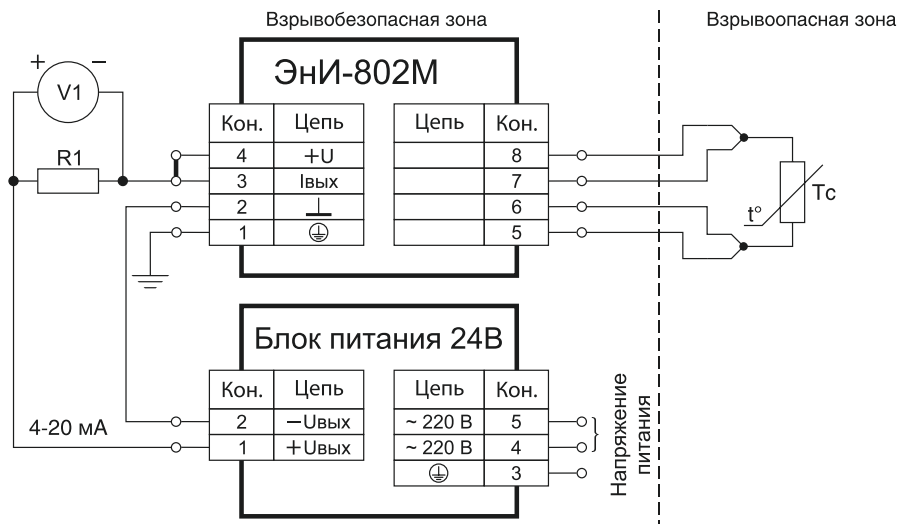 Взрывобезопасная зона
Взрывоопасная зона
ЭнИ-802М
+ −
V1
R1
Кон. Цепь
4 +U
3 Iвых
2
1
Цепь Кон.
8
7
6
5
t°
Тс
Блок питания 24В
Кон. Цепь
2 −Uвых
1 +Uвых
Цепь Кон.
~ 220 В 5
~ 220 В 4
3
4-20 мА
Напряжение
питания